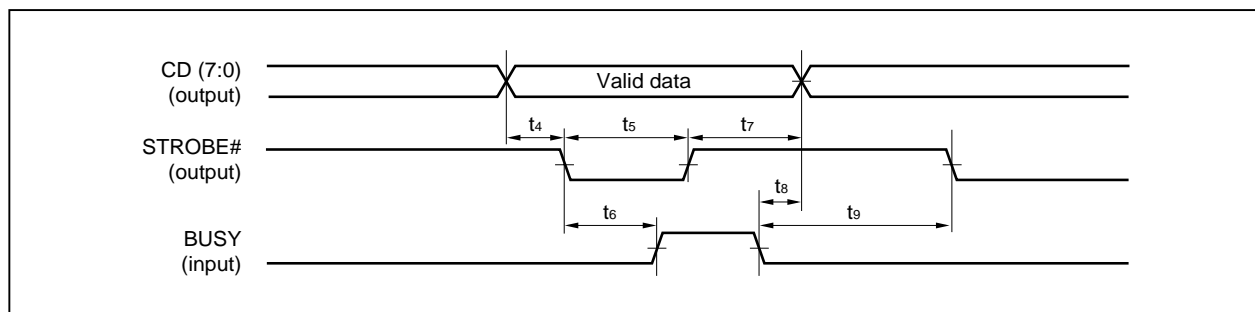 CD (7:0)
(output)
Valid data
t4
t5
t7
STROBE#
(output)
t8
t6
t9
BUSY
(input)